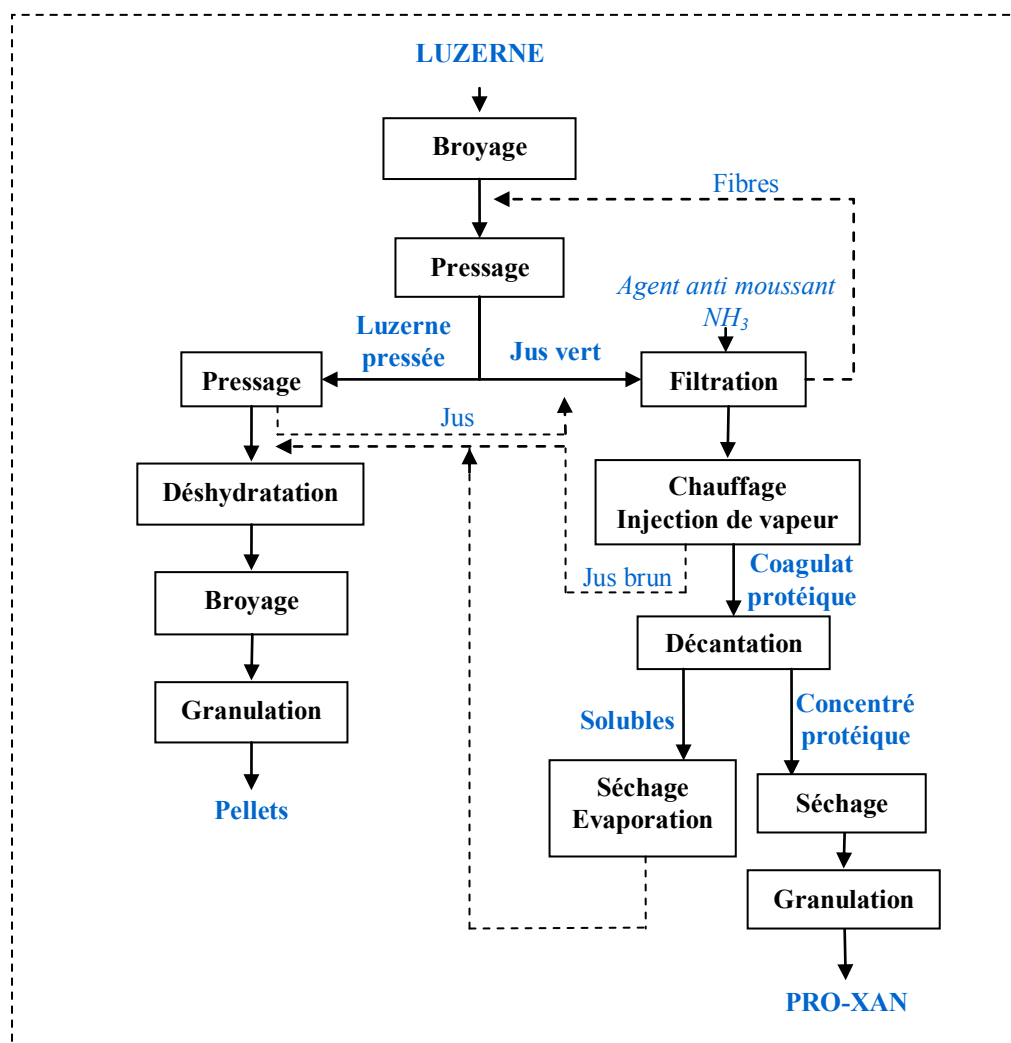 LUZERNE
Broyage
Fibres
Pressage
Agent anti moussant
NH3
Luzerne
pressée
Jus vert
Pressage
Filtration
Jus
Déshydratation
Chauffage
Injection de vapeur
Jus brun
Coagulat
protéique
Broyage
Décantation
Granulation
Solubles
Concentré
protéique
Pellets
Séchage
Evaporation
Séchage
Granulation
PRO-XAN